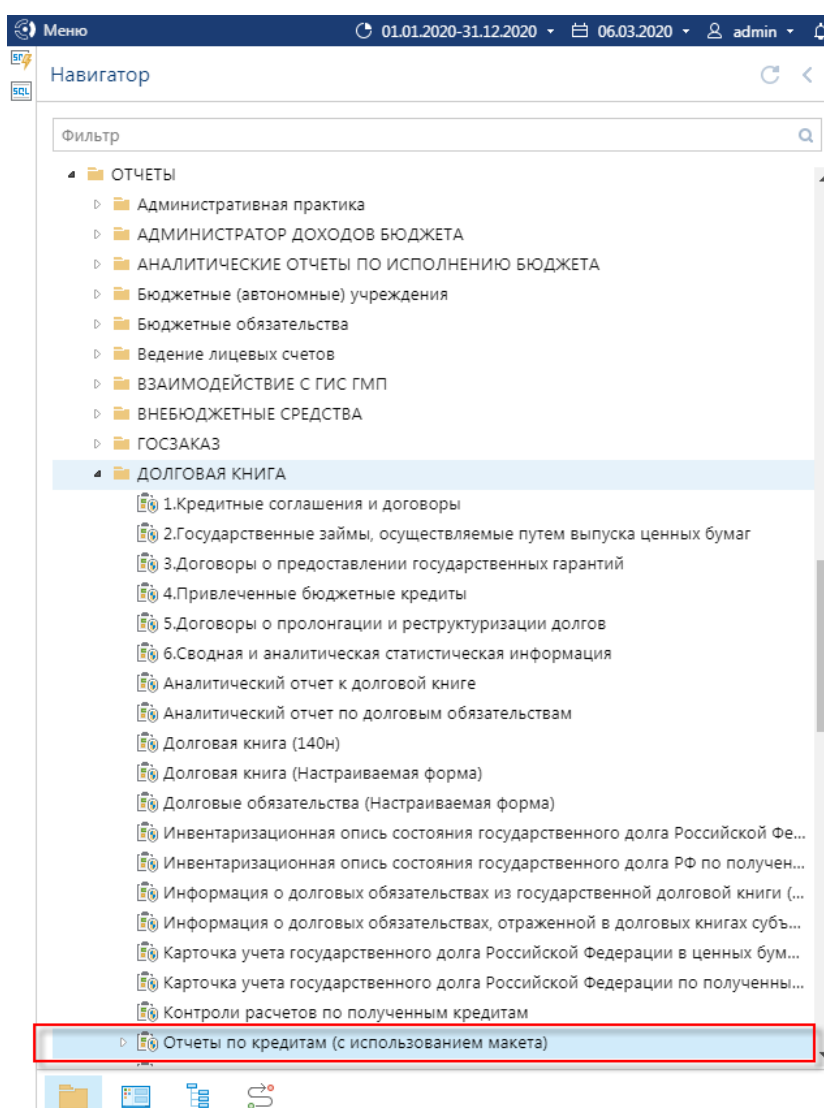 Меню 01.01.2020-31.12.2020 06.03.2020 admin
SQL
Навигатор
Фильтр
ОТЧЕТЫ
Административная практика
АДМИНИСТРАТОР ДОХОДОВ БЮДЖЕТА
АНАЛИТИЧЕСКИЕ ОТЧЕТЫ ПО ИСПОЛНЕНИЮ БЮДЖЕТА
Бюджетные (автономные) учреждения
Бюджетные обязательства
Ведение лицевых счетов
ВЗАИМОДЕЙСТВИЕ С ГИС ГМП
ВНЕБЮДЖЕТНЫЕ СРЕДСТВА
ГОСЗАКАЗ
ДОЛГОВАЯ КНИГА
1.Кредитные соглашения и договоры
2.Государственные займы, осуществляемые путем выпуска ценных бумаг
3.Договоры о предоставлении государственных гарантий
4.Привлеченные бюджетные кредиты
5.Договоры о пролонгации и реструктуризации долгов
6.Сводная и аналитическая статистическая информация
Аналитический отчет к долговой книге
Аналитический отчет по долговым обязательствам
Долговая книга (140н)
Долговая книга (Настраиваемая форма)
Долговые обязательства (Настраиваемая форма)
Инвентаризационная опись состояния государственного долга Российской Фе...
Инвентаризационная опись состояния государственного долга РФ по получен...
Информация о долговых обязательствах из государственной долговой книги (...
Информация о долговых обязательствах, отраженной в долговых книгах субъ...
Карточка учета государственного долга Российской Федерации в ценных бум...
Карточка учета государственного долга Российской Федерации по полученны...
Контроли расчетов по полученным кредитам
Отчеты по кредитам (с использованием макета)